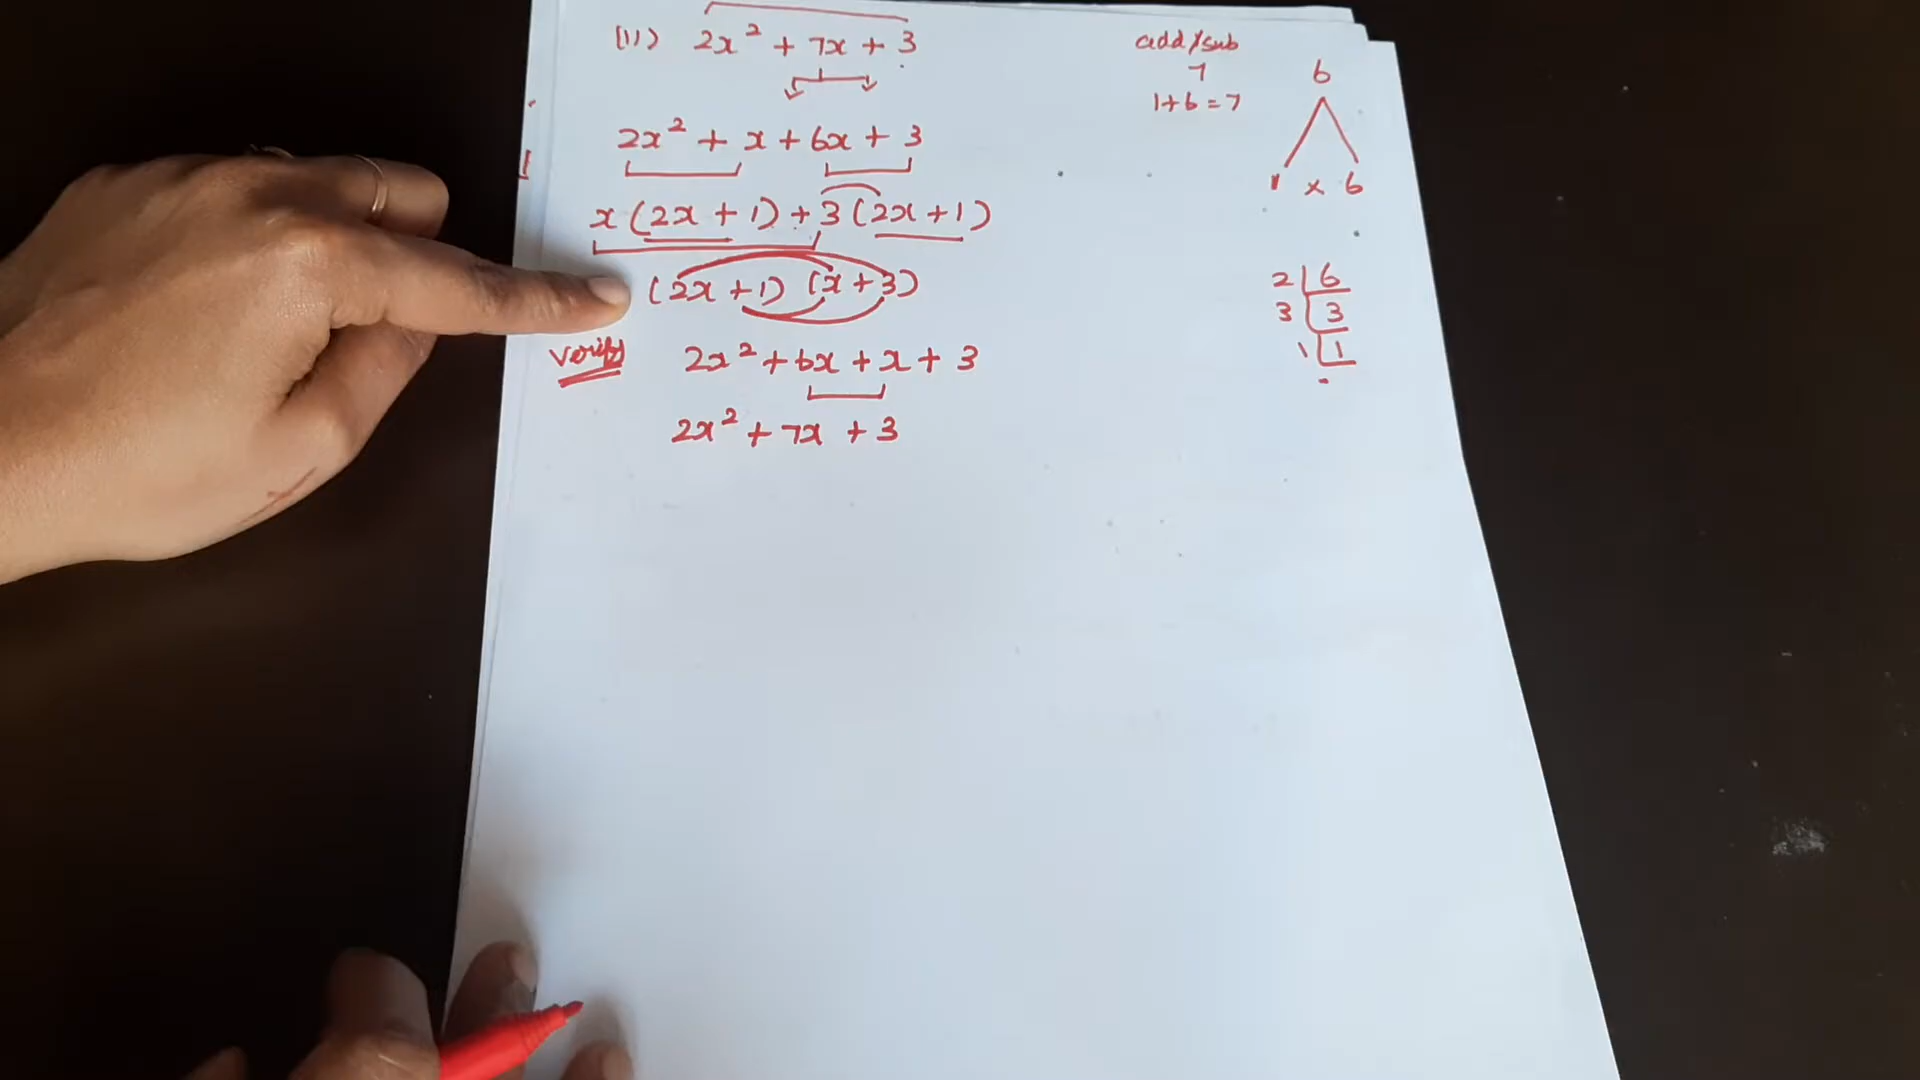 (ii) 2x² + 7x + 3
2x² + x + 6x + 3
x(2x + 1) + 3(2x + 1)
(2x + 1) (x + 3)
Verify 2x² + 6x + x + 3
2x² + 7x + 3
add/sub
7
1 + 6 = 7
6
1 x 6
2 | 6
3 | 3
1 | 1